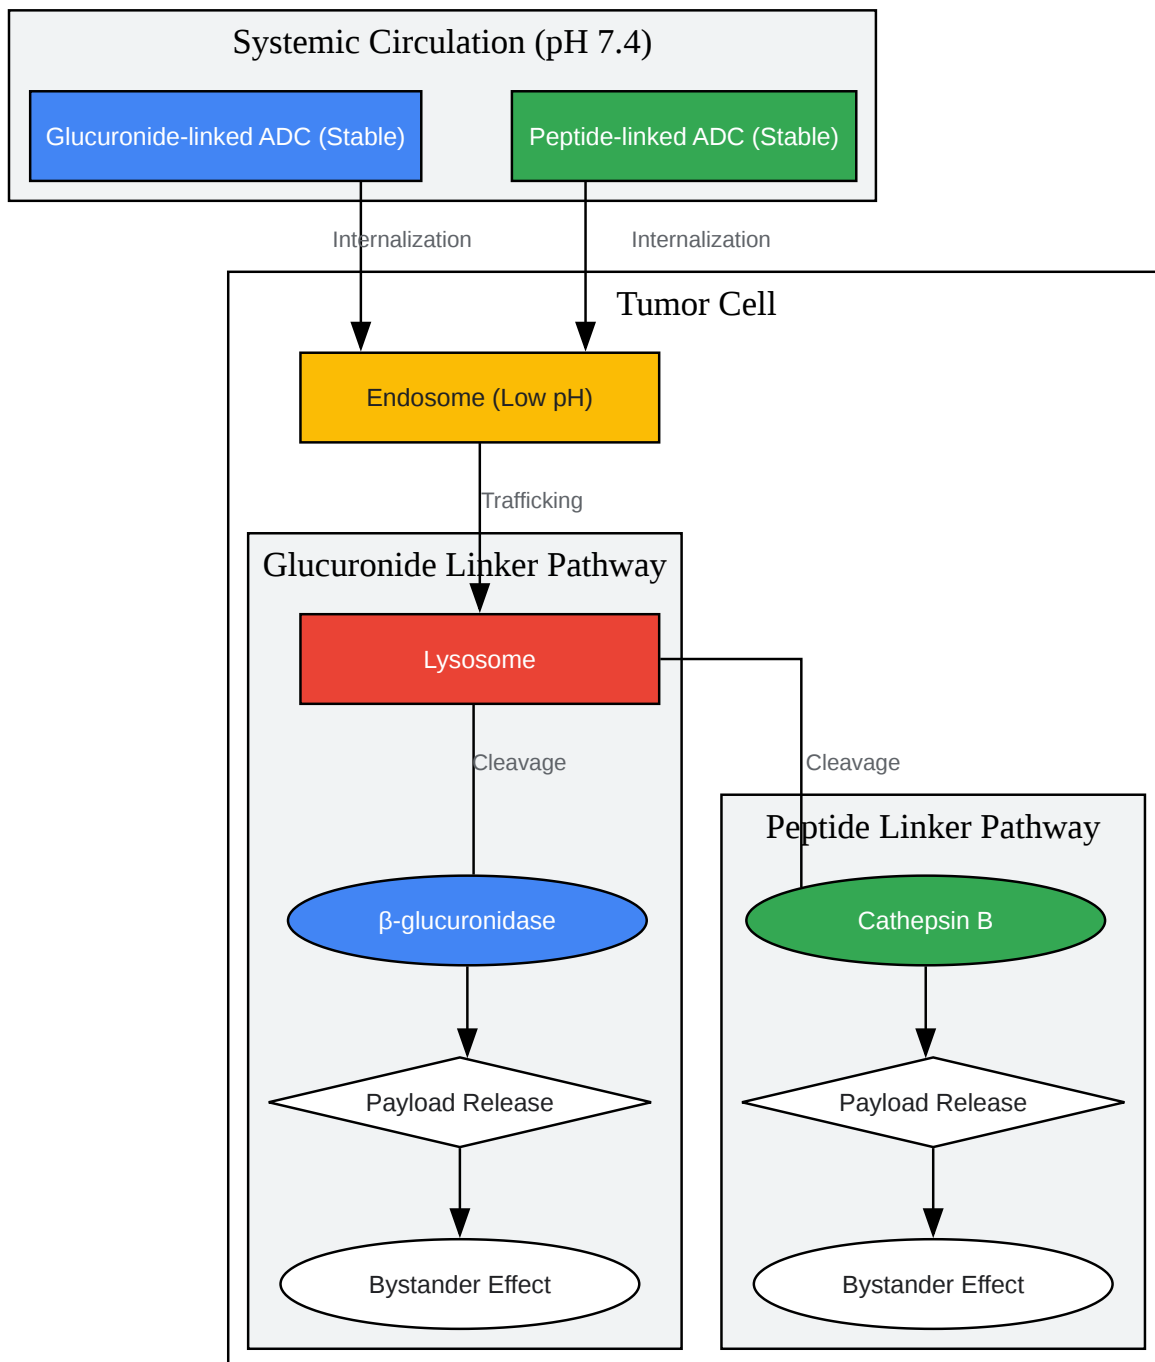 Systemic Circulation (pH 7.4)
Glucuronide-linked ADC (Stable)
Peptide-linked ADC (Stable)
Internalization
Internalization
Tumor Cell
Endosome (Low pH)
Trafficking
Glucuronide Linker Pathway
Lysosome
Cleavage
Cleavage
Peptide Linker Pathway
β-glucuronidase
Cathepsin B
Payload Release
Payload Release
Bystander Effect
Bystander Effect